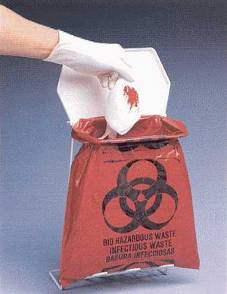 BIO HAZARDOUS WASTE
INFECTIOUS WASTE
BASURA INFECCIOSAS